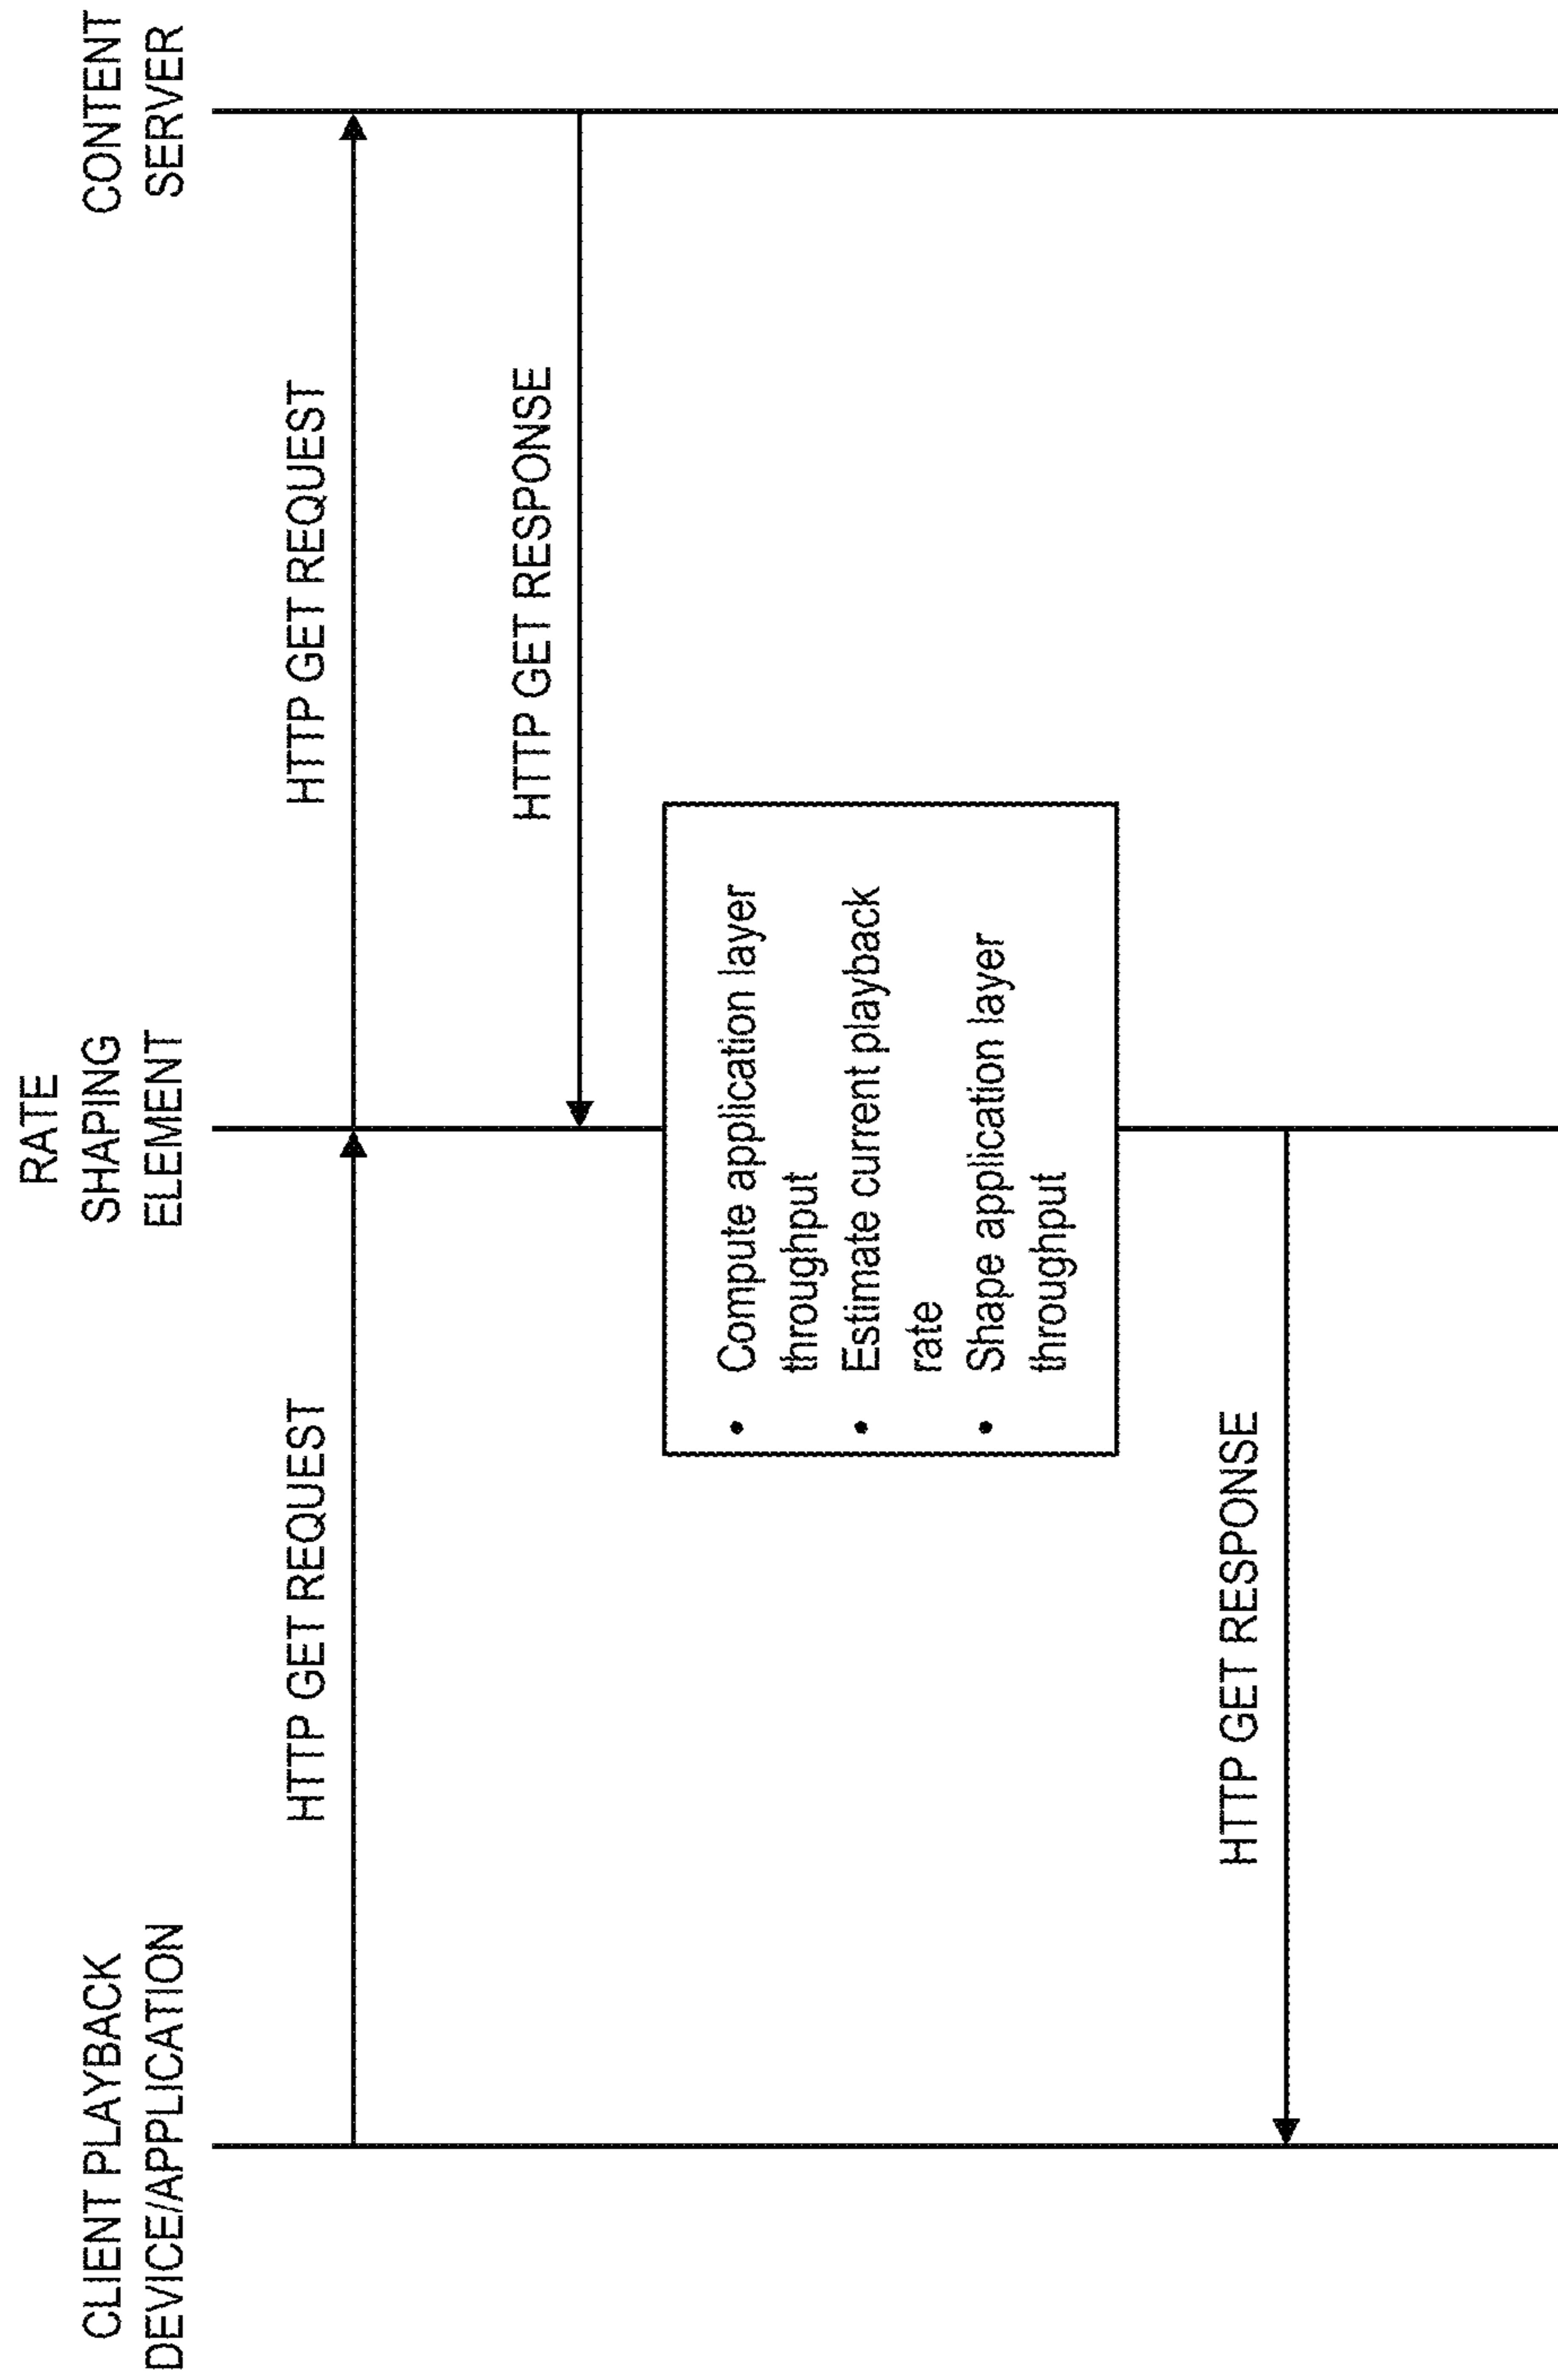 CLIENT PLAYBACK
DEVICE/APPLICATION
RATE
SHAPING
ELEMENT
CONTENT
SERVER
HTTP GET REQUEST
HTTP GET REQUEST
HTTP GET RESPONSE
• Compute application layer
throughput
• Estimate current playback
rate
• Shape application layer
throughput
HTTP GET RESPONSE